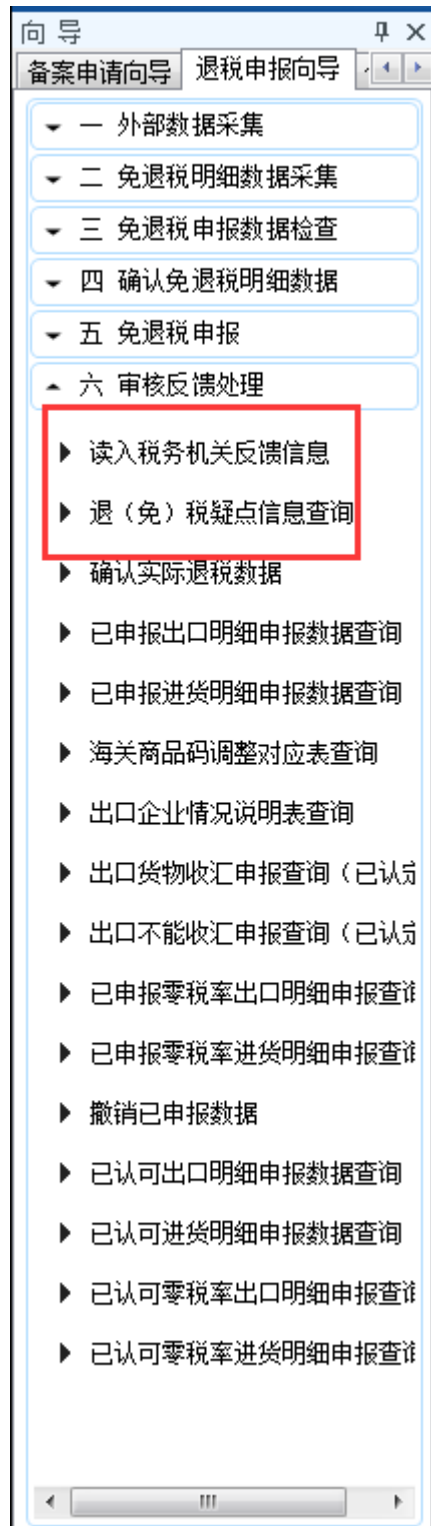 向导
备案申请向导 退税申报向导
一 外部数据采集
二 免退税明细数据采集
三 免退税申报数据检查
四 确认免退税明细数据
五 免退税申报
六 审核反馈处理
读入税务机关反馈信息
退（免）税疑点信息查询
确认实际退税数据
已申报出口明细申报数据查询
已申报进货明细申报数据查询
海关商品码调整对应表查询
出口企业情况说明表查询
出口货物收汇申报查询（已认
出口不能收汇申报查询（已认
已申报零税率出口明细申报查
已申报零税率进货明细申报查
撤销已申报数据
已认可出口明细申报数据查询
已认可进货明细申报数据查询
已认可零税率出口明细申报查
已认可零税率进货明细申报查